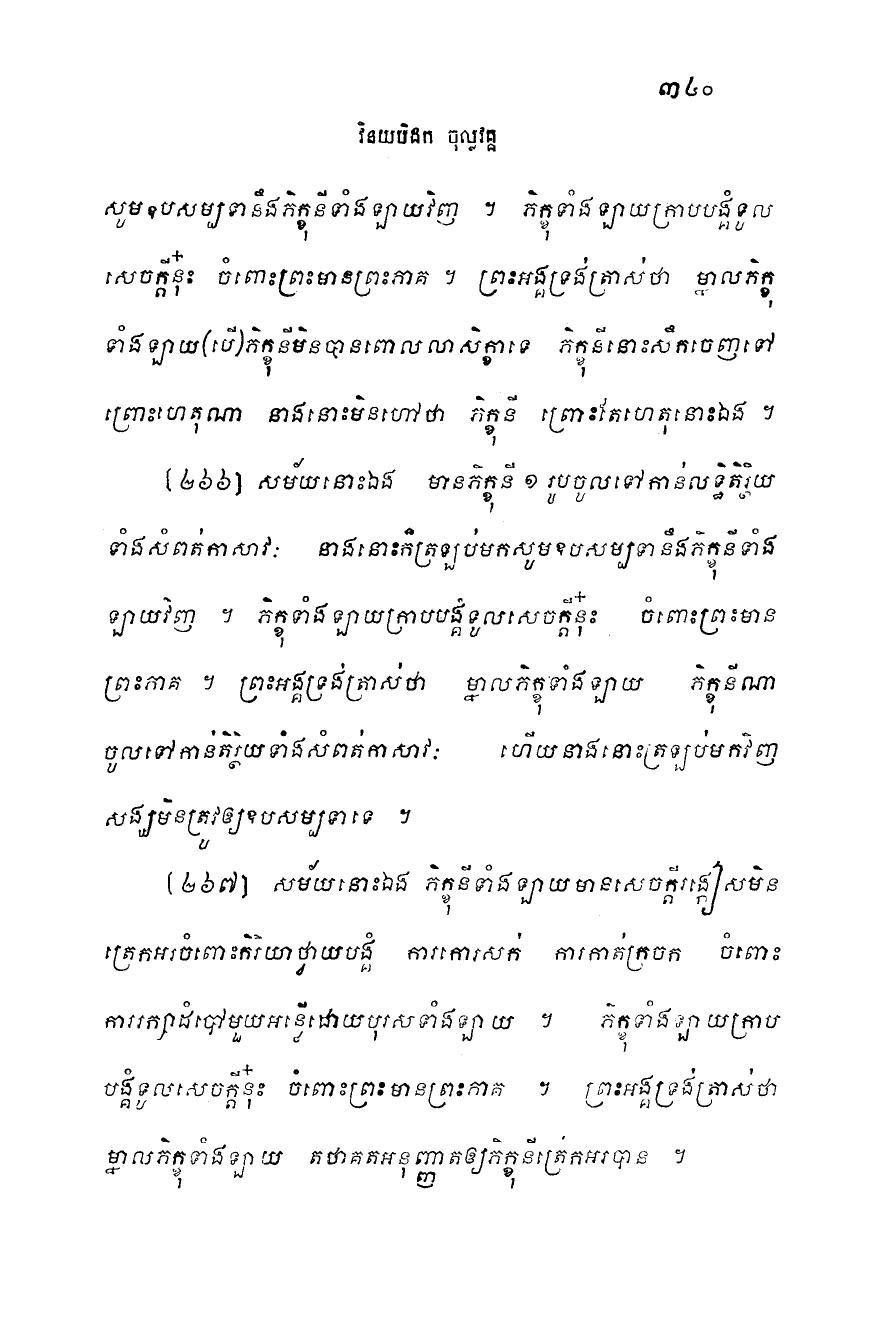 ៣៤០
វិនយបិដក ចុល្លវគ្គ
សូមឧបសម្បទានឹងភិក្ខុនីទាំងឡាយវិញ ។ ភិក្ខុទាំងឡាយក្រាបបង្គំទូល
សេចក្តីនុ៎ះ ចំពោះព្រះមានព្រះភាគ ។ ព្រះអង្គទ្រង់ត្រាស់ថា ម្នាលភិក្ខុ
ទាំងឡាយ(បើ)ភិក្ខុនីមិនបានពោលលាសិក្ខាទេ ភិក្ខុនីនោះសឹកចេញទៅ
ព្រោះហេតុណា នាងនោះមិនហៅថា ភិក្ខុនី ព្រោះតែហេតុនោះឯង ។
[២៦៦] សម័យនោះឯង មានភិក្ខុនី ១ រូបចូលទៅកាន់លទ្ធិតិរ្ថិយ
ទាំងសំពត់កាសាវៈ នាងនោះក៏ត្រឡប់មកសូមឧបសម្បទានឹងភិក្ខុនីទាំង
ឡាយវិញ ។ ភិក្ខុទាំងឡាយក្រាបបង្គំទូលសេចក្តីនុ៎ះ ចំពោះព្រះមាន
ព្រះភាគ ។ ព្រះអង្គទ្រង់ត្រាស់ថា ម្នាលភិក្ខុទាំងឡាយ ភិក្ខុនីណា
ចូលទៅកាន់តិរ្ថិយទាំងសំពត់កាសាវៈ ហើយនាងនោះត្រឡប់មកវិញ
សង្ឃមិនត្រូវឲ្យឧបសម្បទាទេ ។
[២៦៧] សម័យនោះឯង ភិក្ខុនីទាំងឡាយមានសេចក្តីរង្កៀសមិន
ត្រេកអរចំពោះកិរិយាថ្វាយបង្គំ ការកោរសក់ ការកាត់ក្រចក ចំពោះ
ការរក្សាដំបៅមួយអន្លើដោយបុរសទាំងឡាយ ។ ភិក្ខុទាំងឡាយក្រាប
បង្គំទូលសេចក្តីនុ៎ះ ចំពោះព្រះមានព្រះភាគ ។ ព្រះអង្គទ្រង់ត្រាស់ថា
ម្នាលភិក្ខុទាំងឡាយ តថាគតអនុញ្ញាតឲ្យភិក្ខុនីត្រេកអរបាន ។